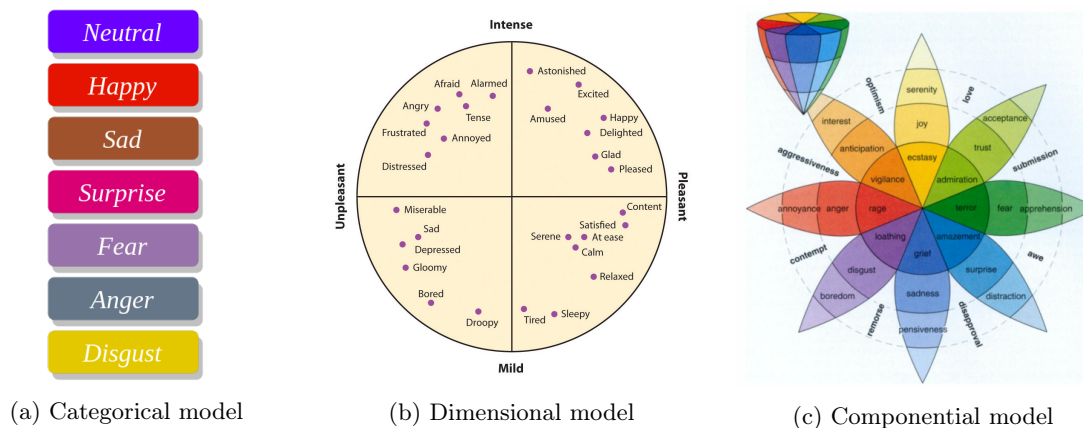 Neutral
Happy
Sad
Surprise
Fear
Anger
Disgust
(a) Categorical model
Intense
Astonished
Afraid Alarmed
Excited
Angry
Tense
Amused
Happy
Frustrated
Delighted
Annoyed
Glad
Distressed
Pleased
Unpleasant
Pleasant
Miserable
Content
Sad
Satisfied
Serene
At ease
Depressed
Calm
Gloomy
Relaxed
Bored
Droopy
Tired
Sleepy
Mild
(b) Dimensional model
optimism
serenity
love
interest
joy
acceptance
anticipation
trust
aggressiveness
ecstasy
submission
vigilance
admiration
annoyance anger rage
terror fear apprehension
loathing
amazement
contempt
grief
awe
disgust
surprise
boredom
sadness
distraction
remorse
pensiveness
disapproval
(c) Componential model